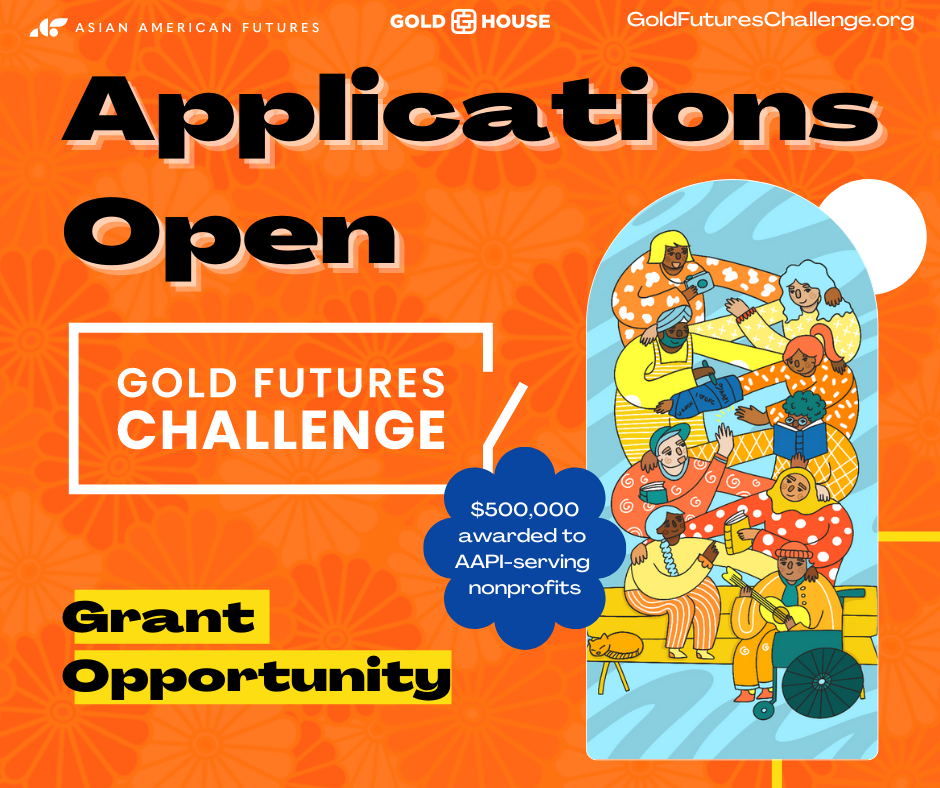 ASIAN AMERICAN FUTURES
GOLD HOUSE
GoldFuturesChallenge.org
Applications
Open
GOLD FUTURES
CHALLENGE
$500,000
awarded to
AAPI-serving
nonprofits
Grant
Opportunity